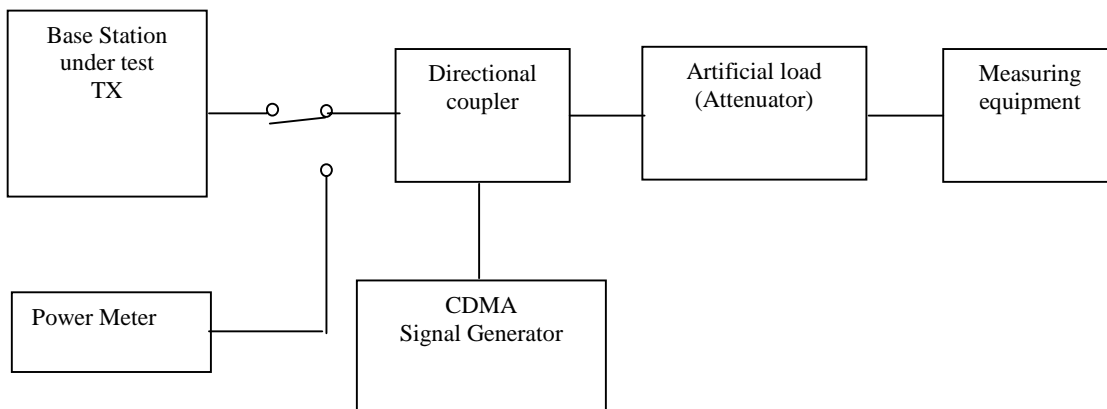 Base Station
under test
TX
Directional
coupler
Artificial load
(Attenuator)
Measuring
equipment
Power Meter
CDMA
Signal Generator